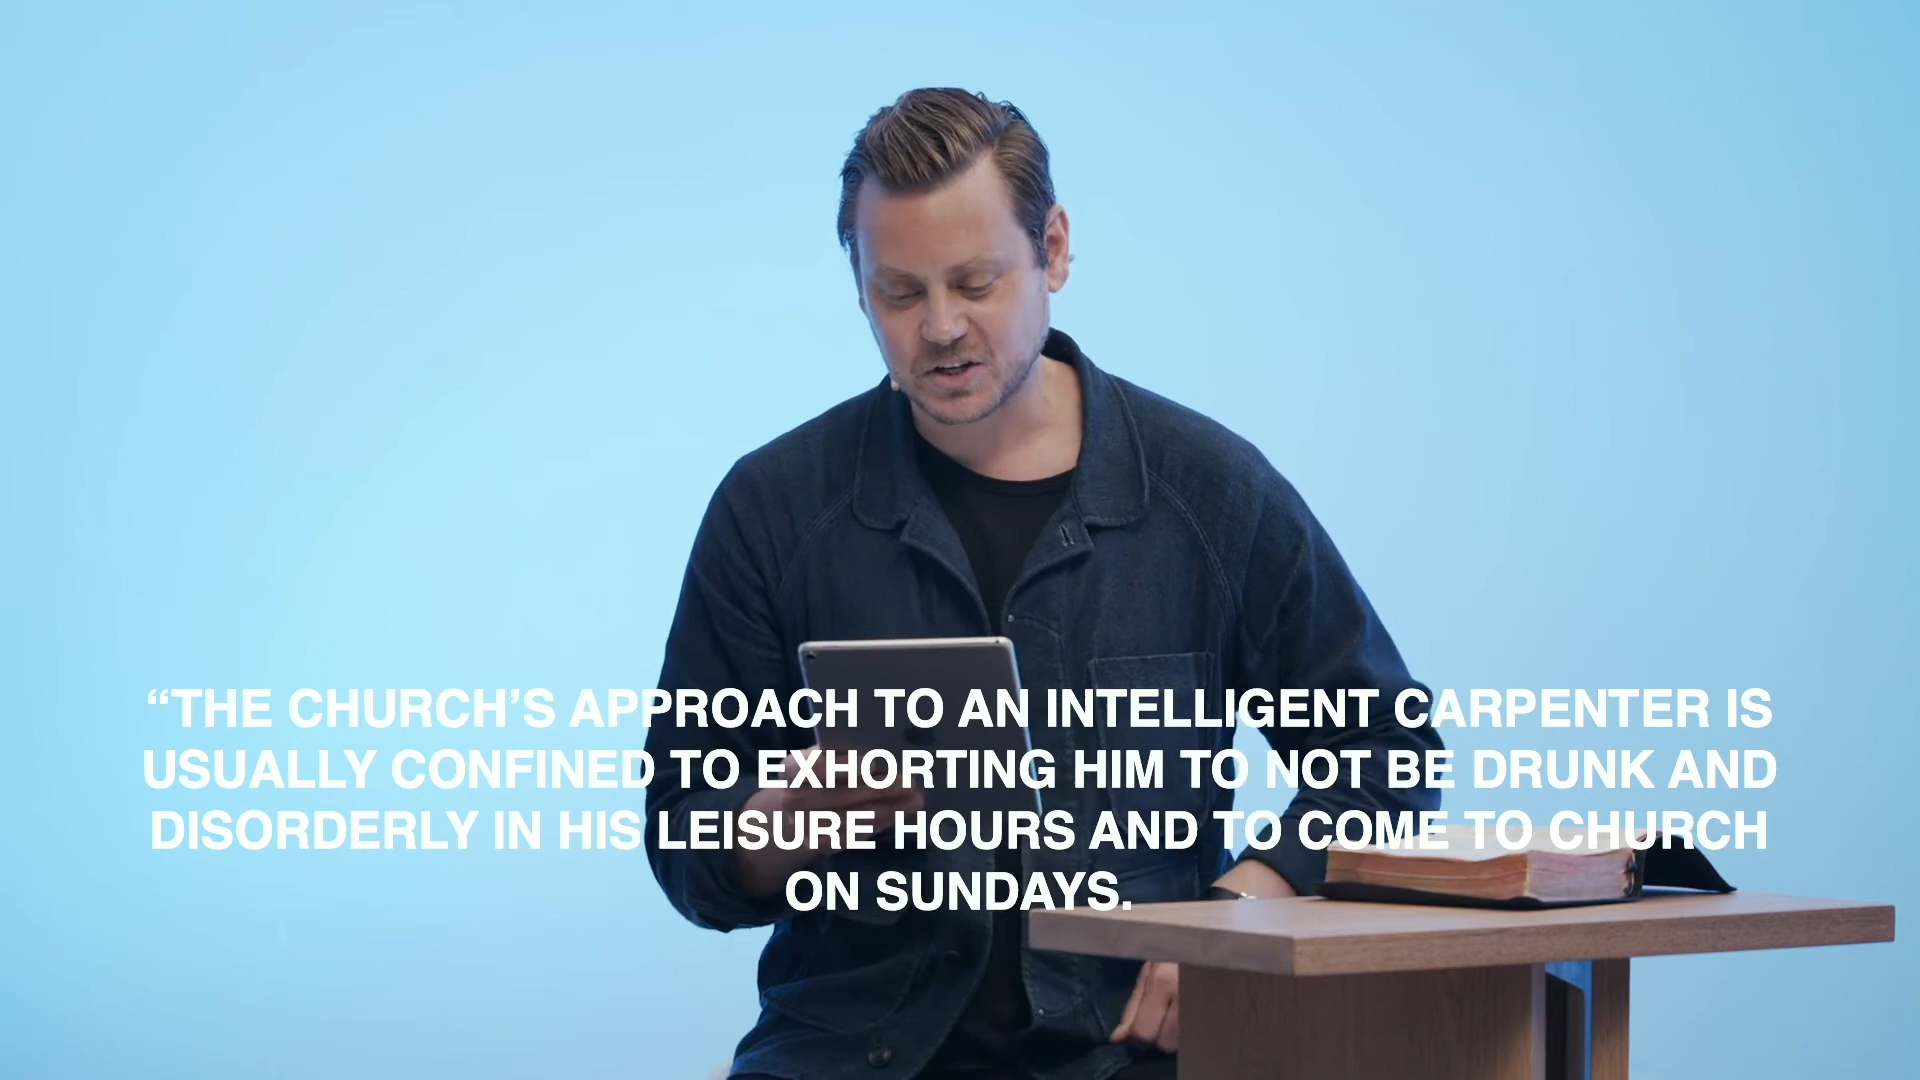 “THE CHURCH’S APPROACH TO AN INTELLIGENT CARPENTER IS
USUALLY CONFINED TO EXHORTING HIM TO NOT BE DRUNK AND
DISORDERLY IN HIS LEISURE HOURS AND TO COME TO CHURCH
ON SUNDAYS.